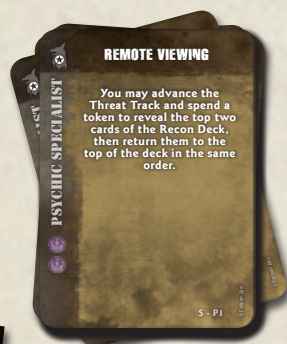 REMOTE VIEWING
You may advance the
Threat Track and spend a
token to reveal the top two
cards of the Recon Deck,
then return them to the
top of the deck in the same
order.
PSYCHIC SPECIALIST
S - P1